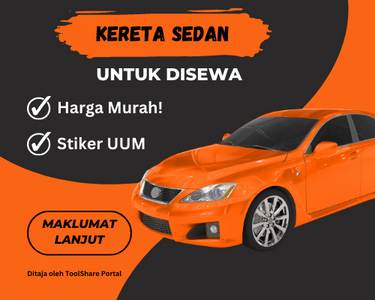 KERETA SEDAN
UNTUK DISEWA
Harga Murah!
Stiker UUM
MAKLUMAT
LANJUT
Ditaja oleh ToolShare Portal